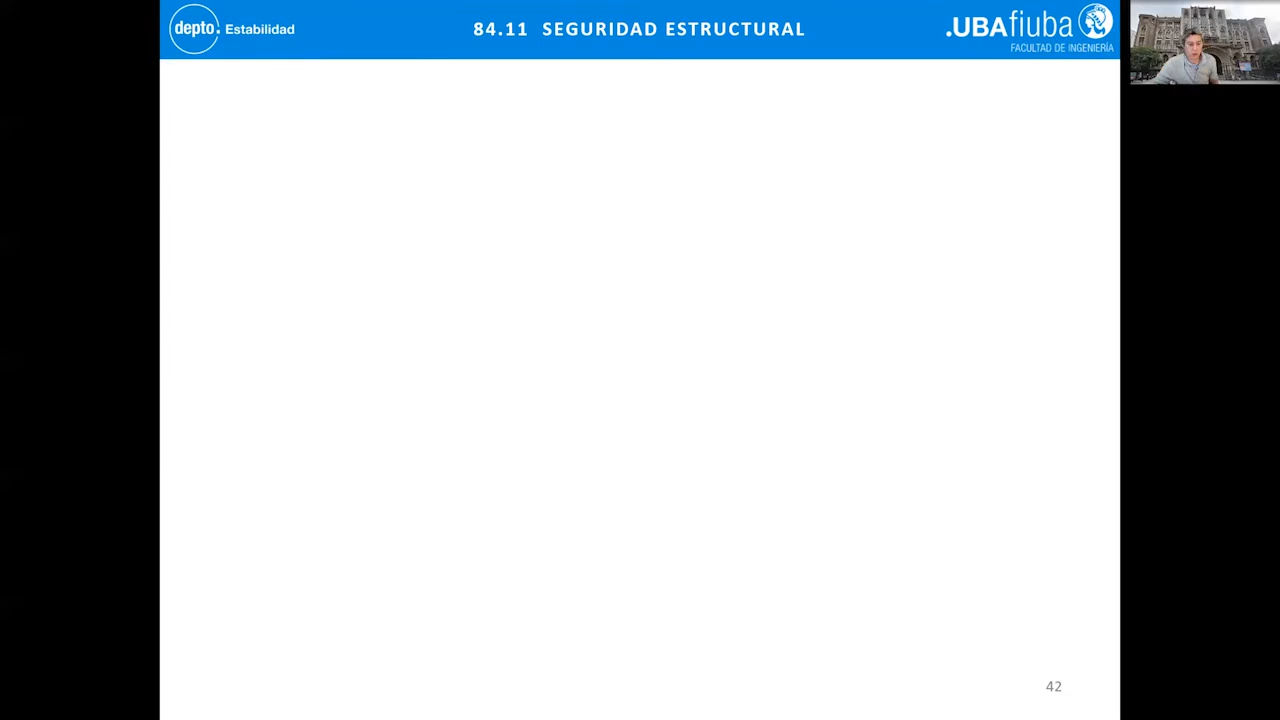 depto. Estabilidad
84.11 SEGURIDAD ESTRUCTURAL
.UBAfiuba
FACULTAD DE INGENIERÍA
42